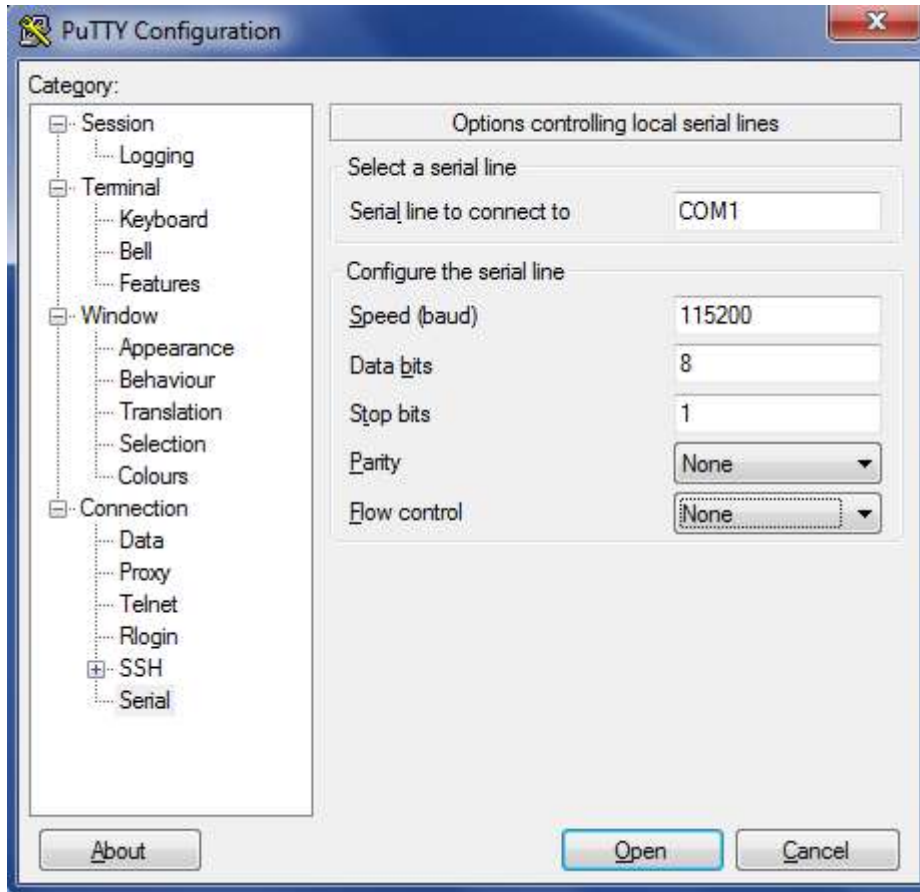 PuTTY Configuration
Category:
Session
Logging
Terminal
Keyboard
Bell
Features
Window
Appearance
Behaviour
Translation
Selection
Colours
Connection
Data
Proxy
Telnet
Rlogin
SSH
Serial
Options controlling local serial lines
Select a serial line
Serial line to connect to COM1
Configure the serial line
Speed (baud) 115200
Data bits 8
Stop bits 1
Parity None
Flow control None
About Open Cancel